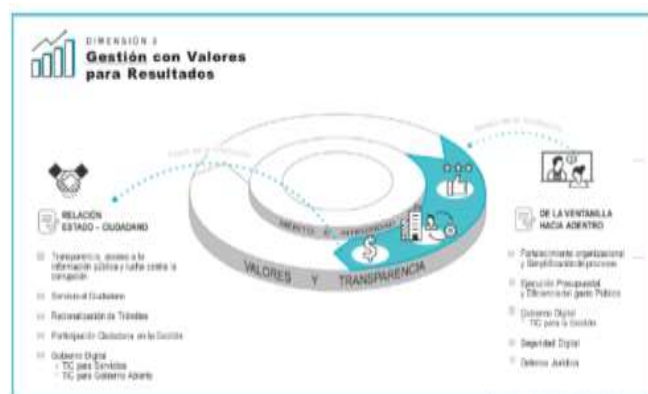 DIMENSIÓN 3
Gestión con Valores
para Resultados
RELACIÓN
ESTADO – CIUDADANO
Transparencia, acceso a la
información pública y lucha contra la
corrupción
Servicio al Ciudadano
Racionalización de Trámites
Participación Ciudadana en la Gestión
Gobierno Digital
TIC para Servicios
TIC para Gobierno Abierto
VALORES Y TRANSPARENCIA
DE LA VENTANILLA
HACIA ADENTRO
Fortalecimiento organizacional
y Simplificación de procesos
Ejecución Presupuestal
y Eficiencia del gasto Público
Gobierno Digital
TIC para la Gestión
Seguridad Digital
Defensa Jurídica